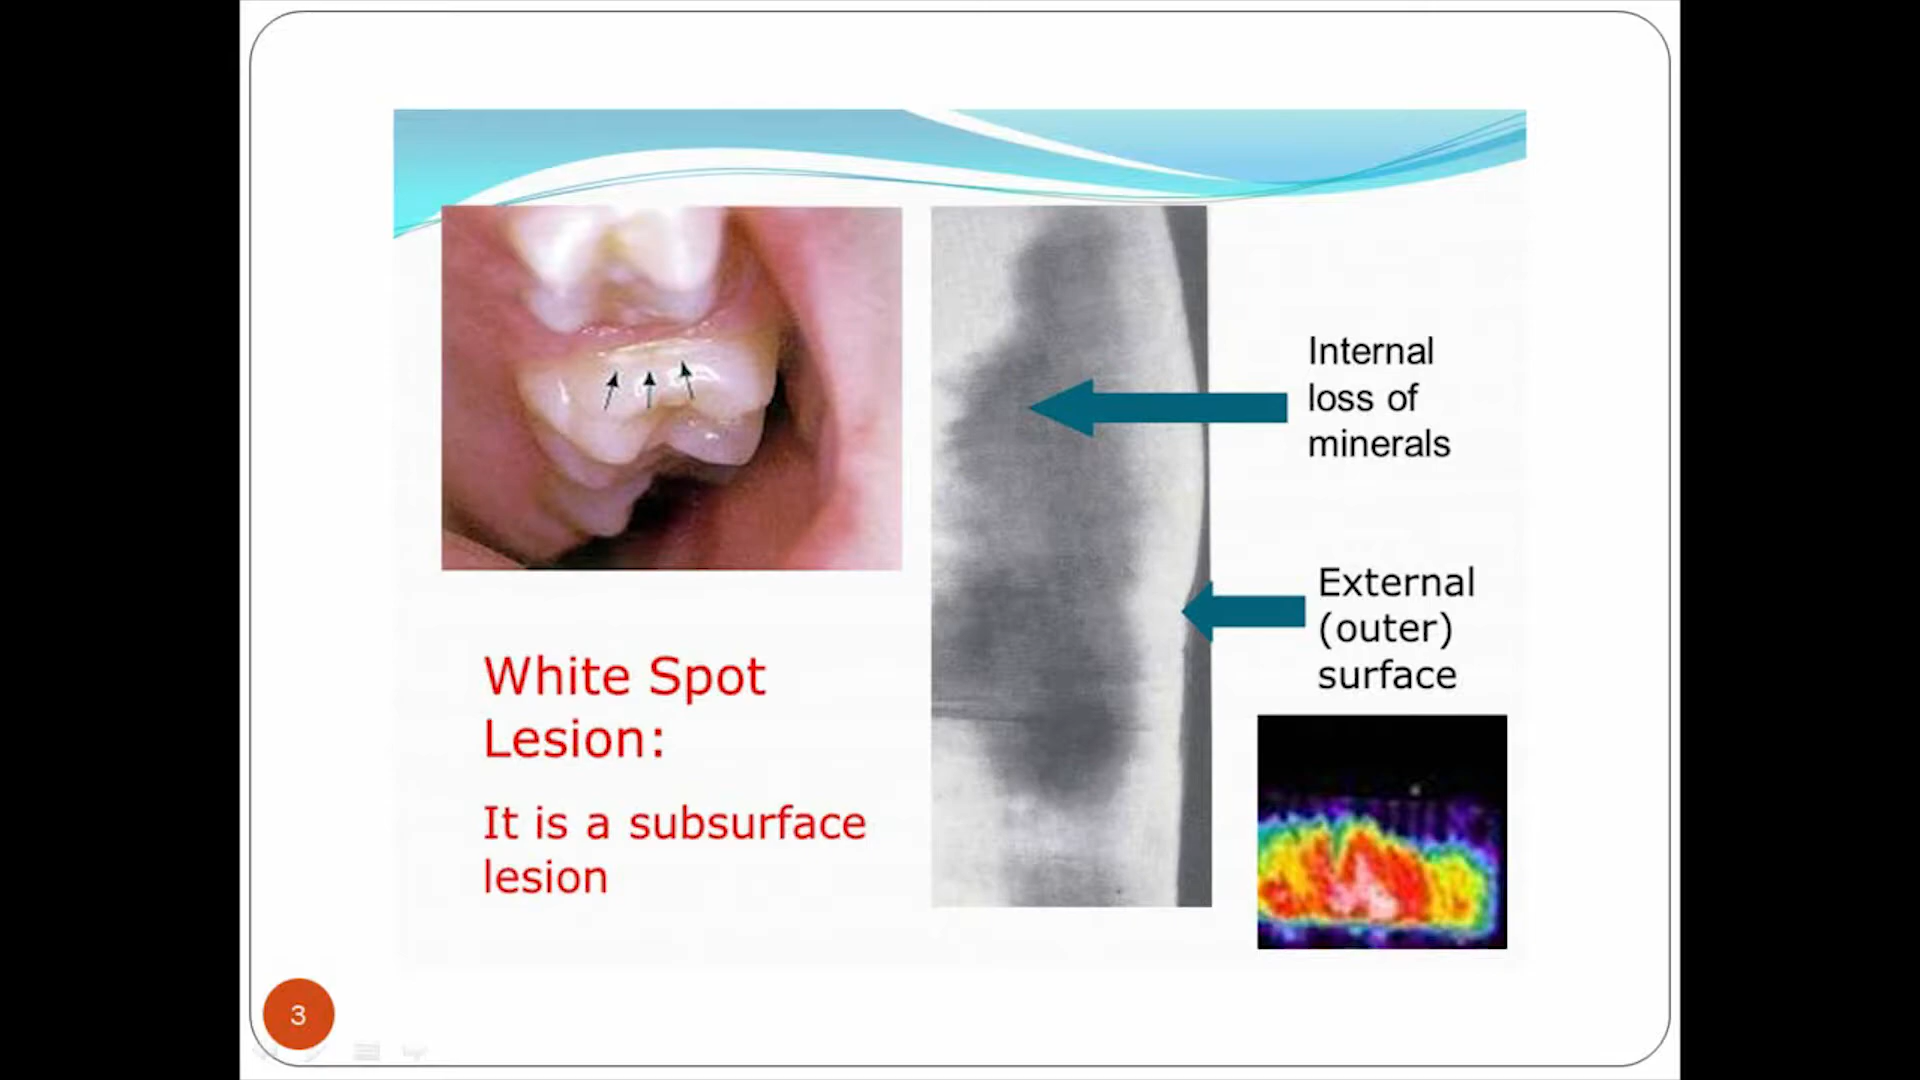 Internal
loss of
minerals
External
(outer)
surface
White Spot
Lesion:
It is a subsurface
lesion
3